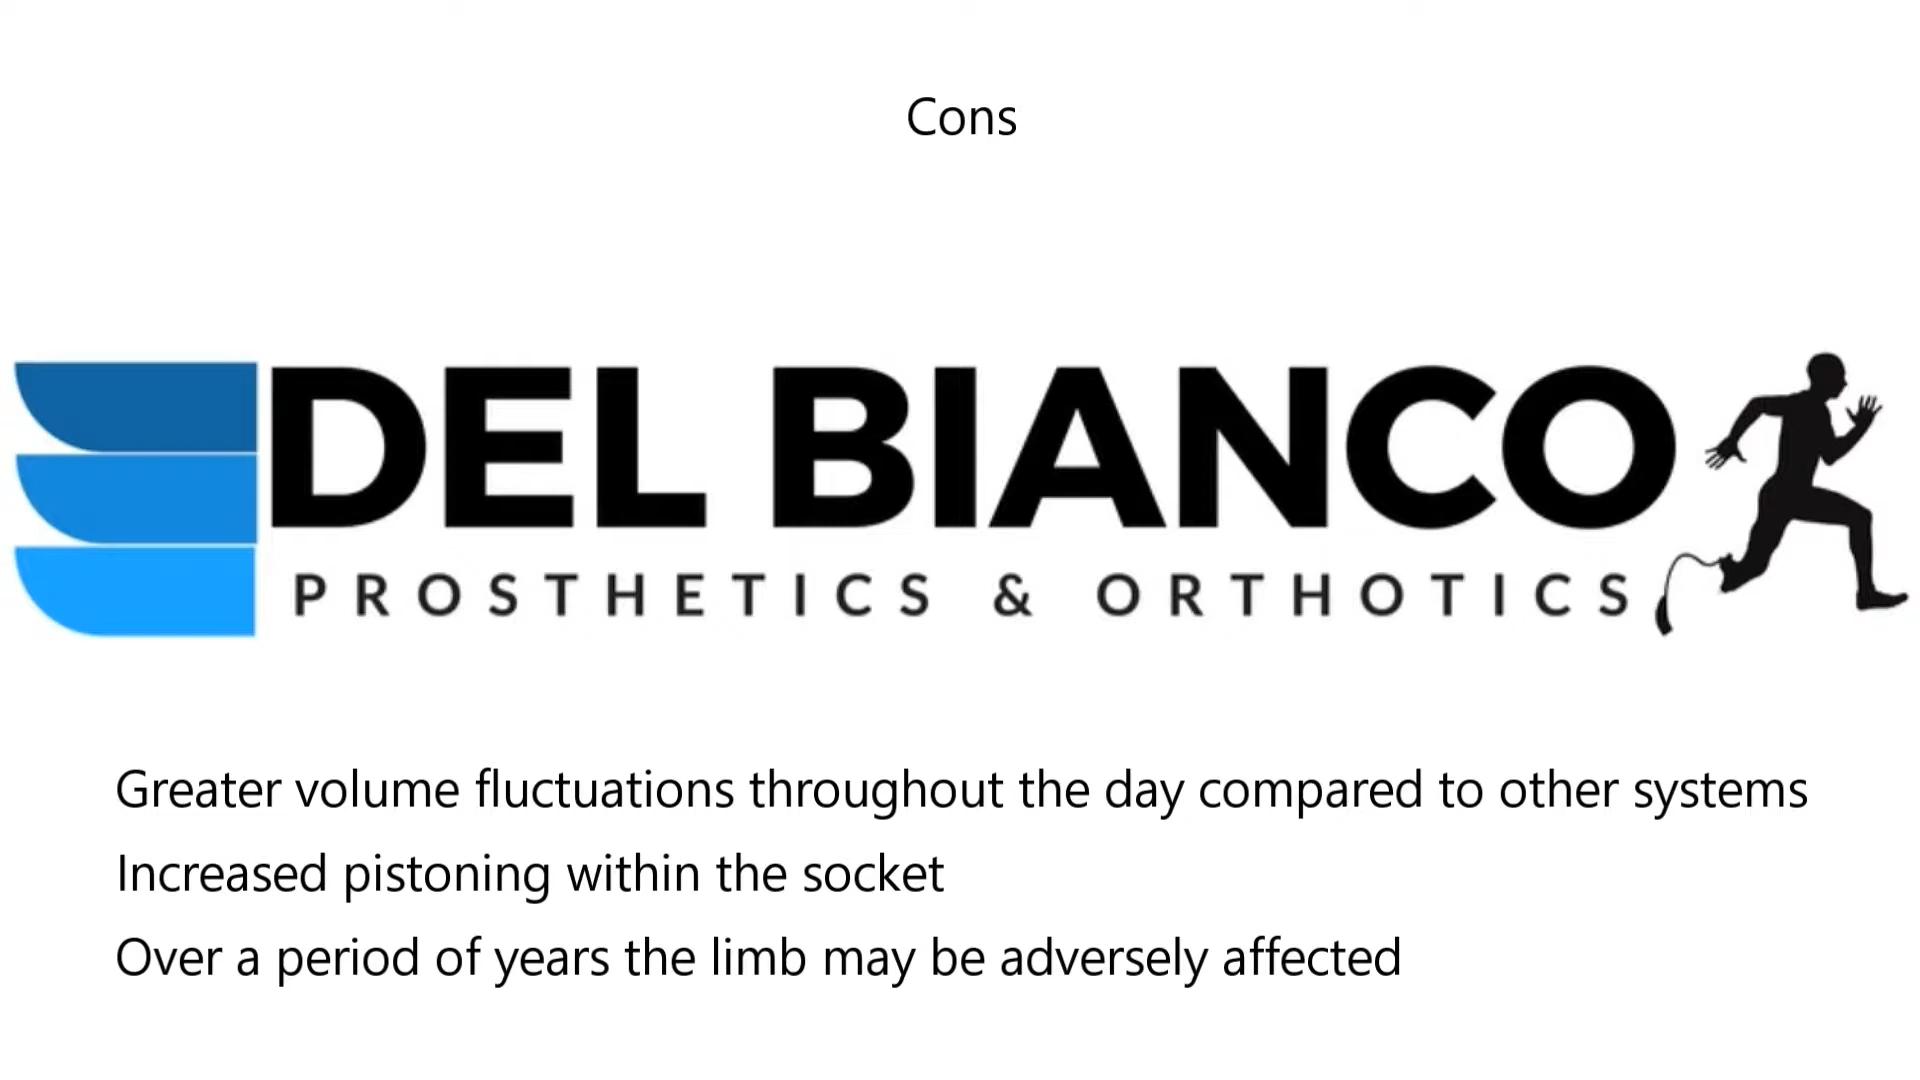 Cons
DEL BIANCO
PROSTHETICS & ORTHOTICS
Greater volume fluctuations throughout the day compared to other systems
Increased pistoning within the socket
Over a period of years the limb may be adversely affected